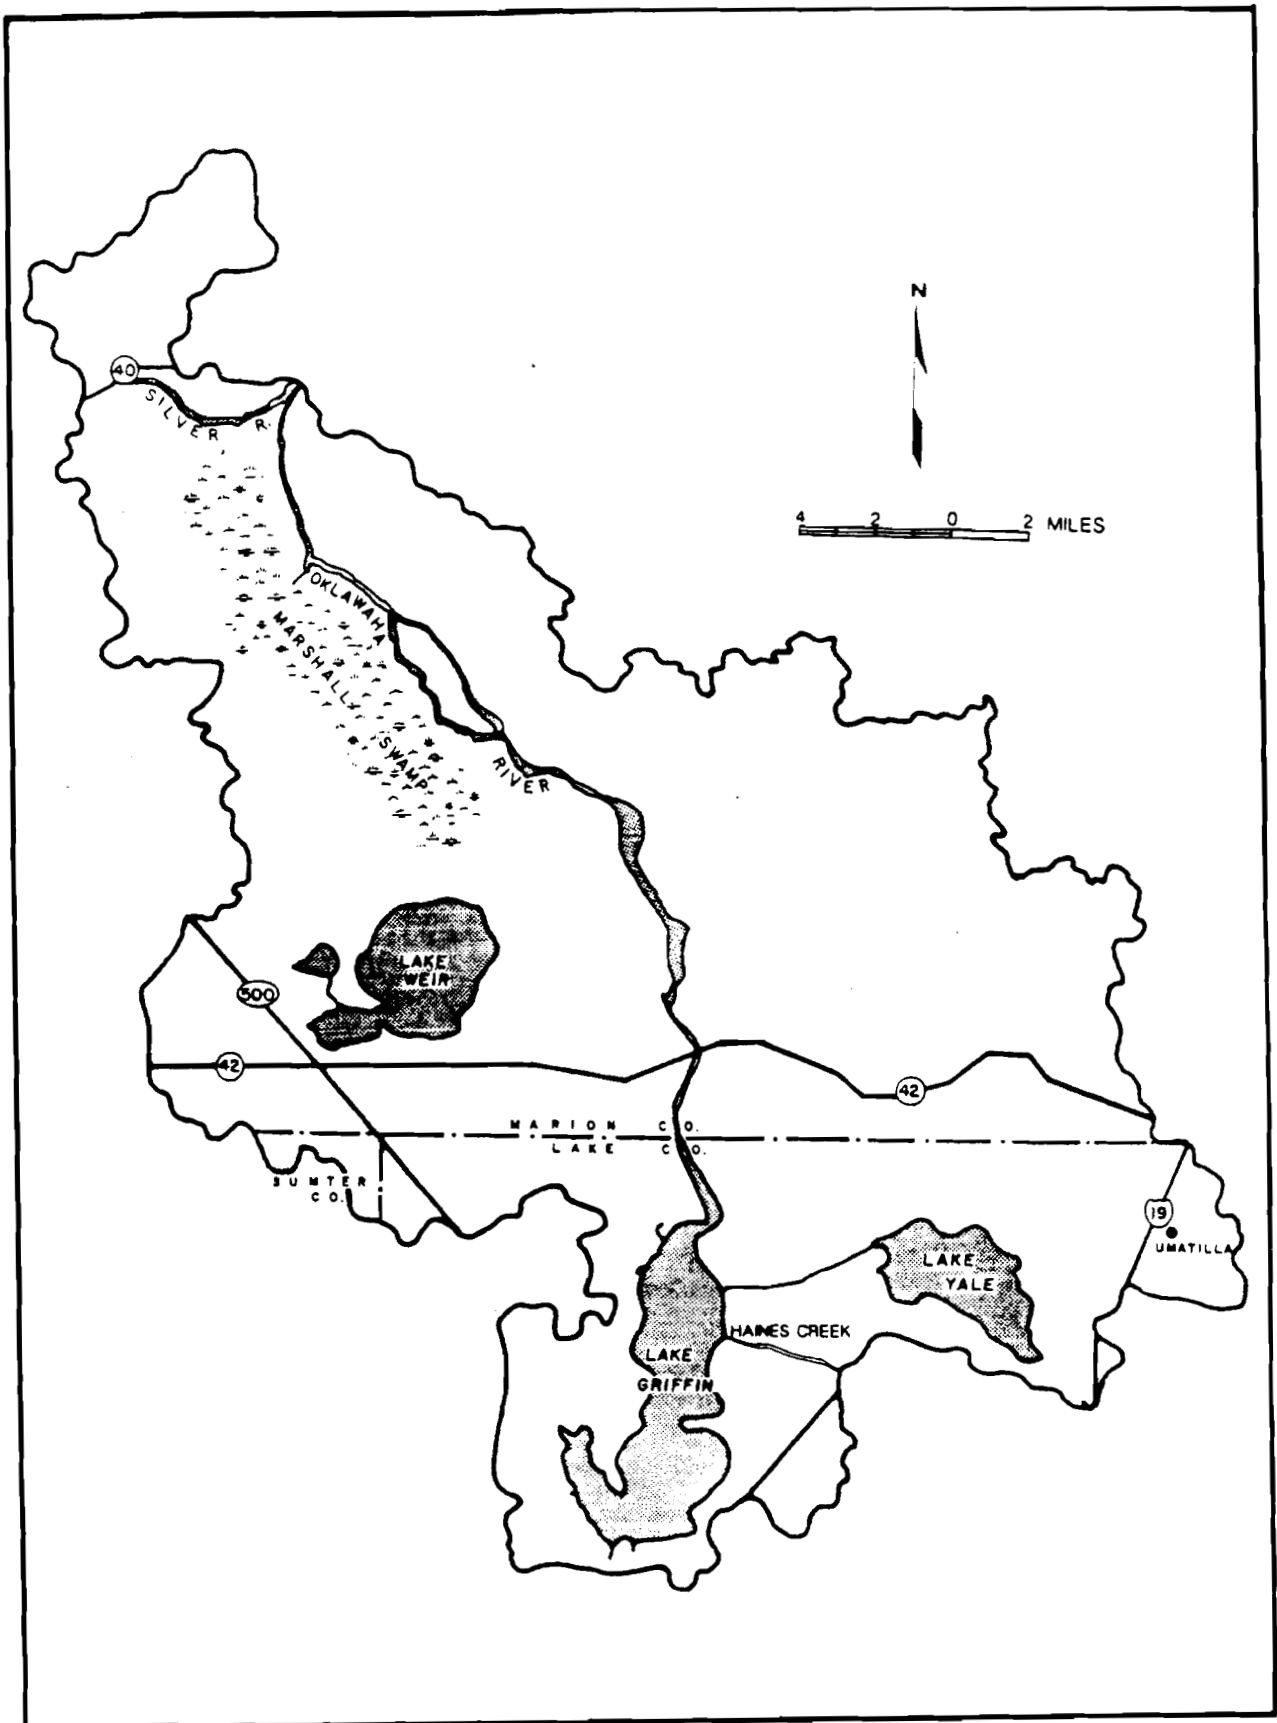 N
4 2 0 2 MILES
40
SILVER R.
OKLAWAHA
RIVER
MARSHALL
SWAMP
LAKE
WEIR
500
42
42
MARION CO.
LAKE CO.
SUMTER
CO.
19
UMATILLA
LAKE
YALE
HAINES CREEK
LAKE
GRIFFIN